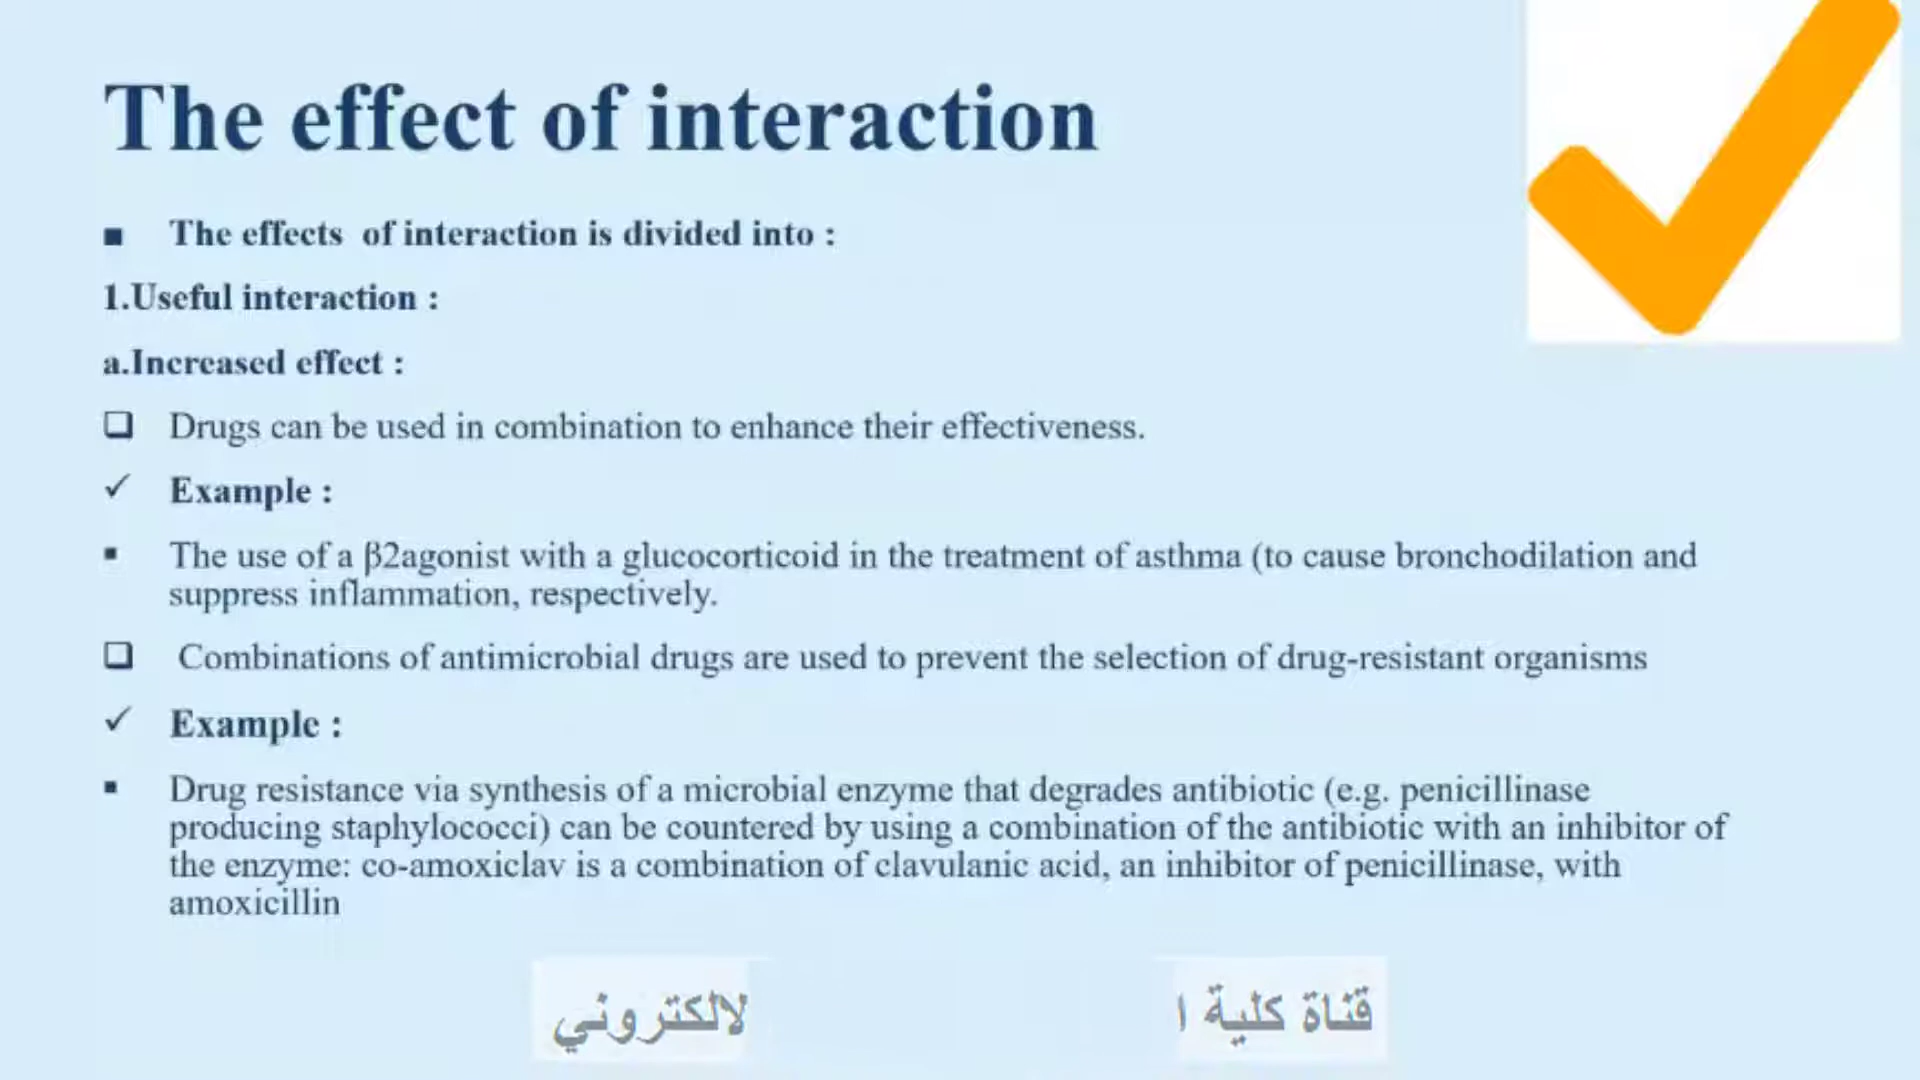 The effect of interaction
■ The effects of interaction is divided into :
1.Useful interaction :
a.Increased effect :
❑ Drugs can be used in combination to enhance their effectiveness.
✓ Example :
▪ The use of a β2agonist with a glucocorticoid in the treatment of asthma (to cause bronchodilation and
suppress inflammation, respectively.
❑ Combinations of antimicrobial drugs are used to prevent the selection of drug-resistant organisms
✓ Example :
▪ Drug resistance via synthesis of a microbial enzyme that degrades antibiotic (e.g. penicillinase
producing staphylococci) can be countered by using a combination of the antibiotic with an inhibitor of
the enzyme: co-amoxiclav is a combination of clavulanic acid, an inhibitor of penicillinase, with
amoxicillin
قناة كلية ا لالكتروني